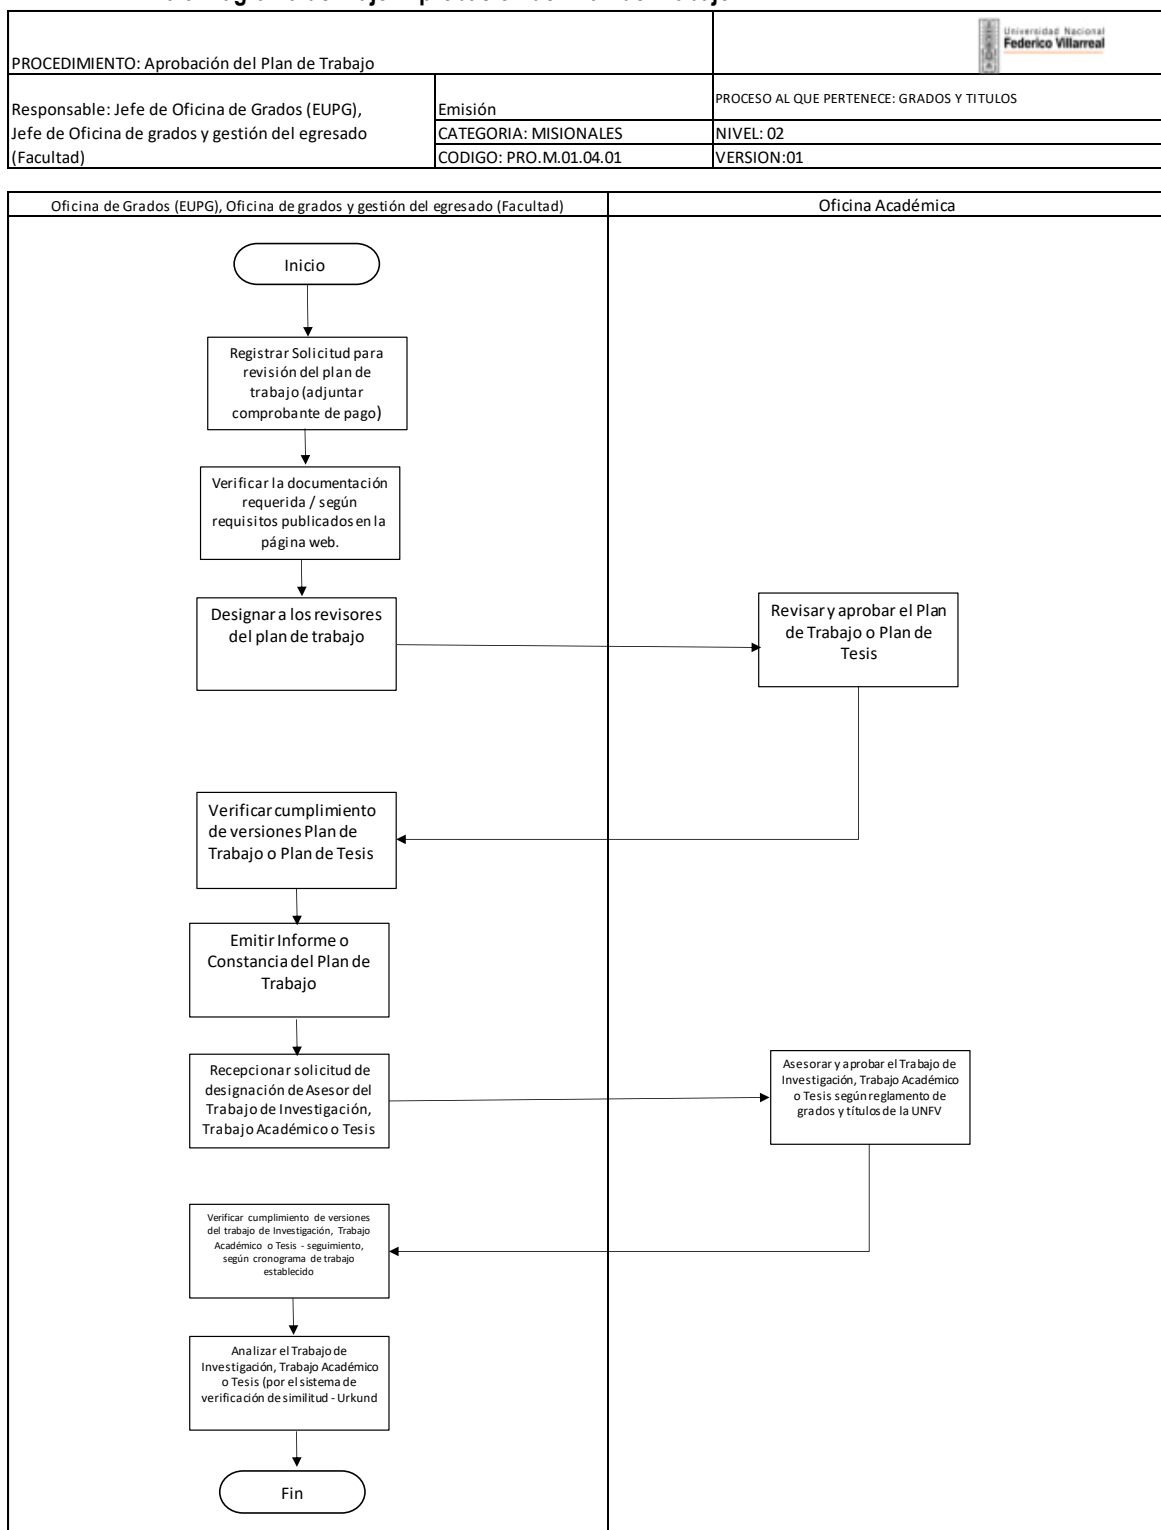 Universidad Nacional
Federico Villarreal
PROCEDIMIENTO: Aprobación del Plan de Trabajo
Responsable: Jefe de Oficina de Grados (EUPG),
Jefe de Oficina de grados y gestión del egresado
(Facultad)
Emisión
PROCESO AL QUE PERTENECE: GRADOS Y TITULOS
CATEGORIA: MISIONALES
NIVEL: 02
CODIGO: PRO.M.01.04.01
VERSION:01
Oficina de Grados (EUPG), Oficina de grados y gestión del egresado (Facultad)
Oficina Académica
Inicio
Registrar Solicitud para
revisión del plan de
trabajo (adjuntar
comprobante de pago)
Verificar la documentación
requerida / según
requisitos publicados en la
página web.
Designar a los revisores
del plan de trabajo
Revisar y aprobar el Plan
de Trabajo o Plan de
Tesis
Verificar cumplimiento
de versiones Plan de
Trabajo o Plan de Tesis
Emitir Informe o
Constancia del Plan de
Trabajo
Recepcionar solicitud de
designación de Asesor del
Trabajo de Investigación,
Trabajo Académico o Tesis
Asesorar y aprobar el Trabajo de
Investigación, Trabajo Académico
o Tesis según reglamento de
grados y títulos de la UNFV
Verificar cumplimiento de versiones
del trabajo de Investigación, Trabajo
Académico o Tesis - seguimiento,
según cronograma de trabajo
establecido
Analizar el Trabajo de
Investigación, Trabajo Académico
o Tesis (por el sistema de
verificación de similitud - Urkund
Fin